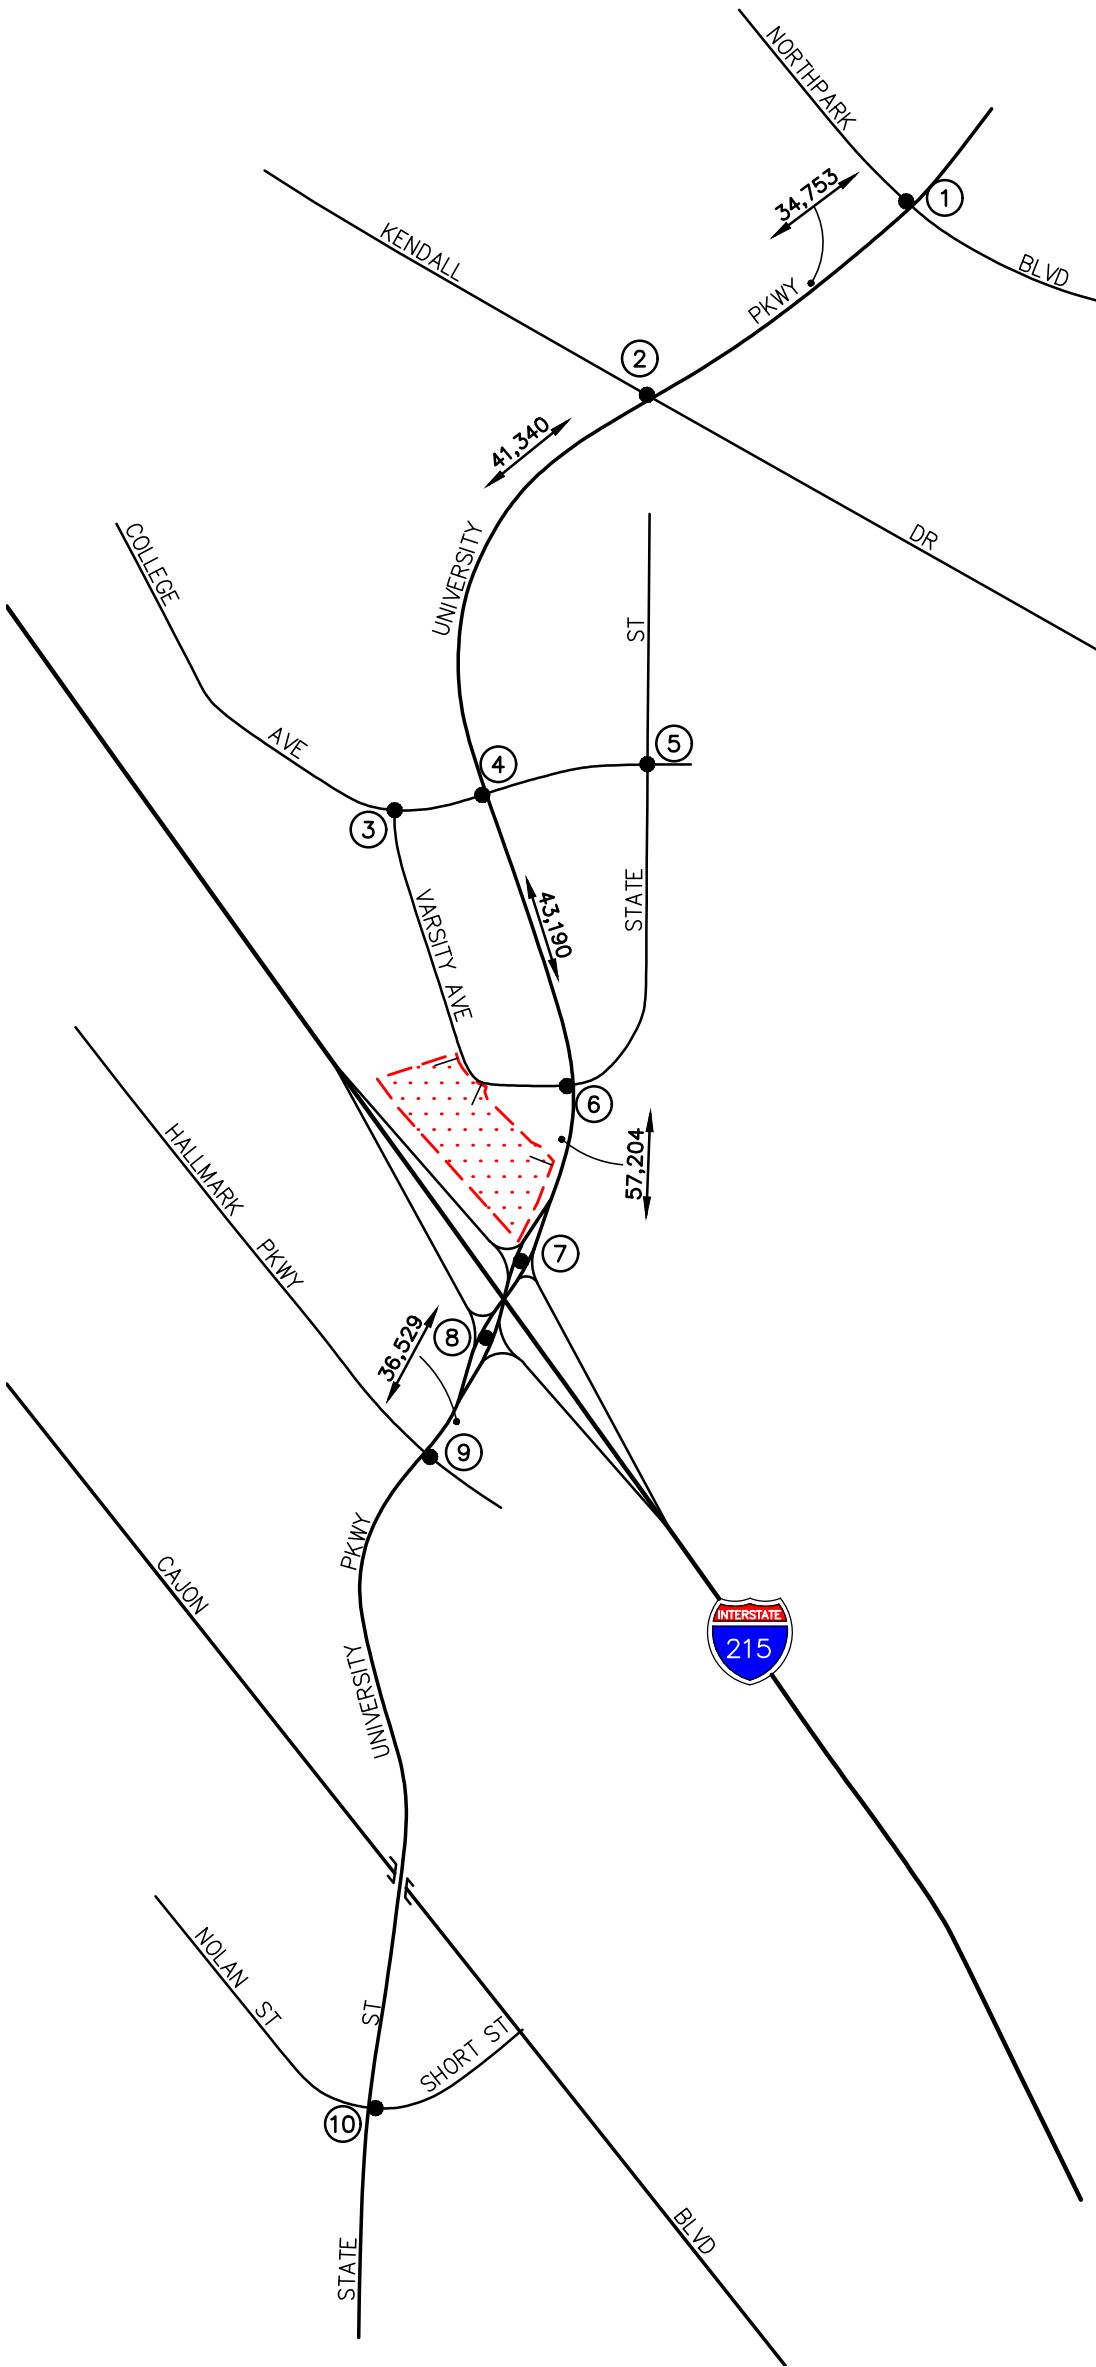 NORTHPARK
34,753
1
KENDALL
BLVD
PKWY
2
41,340
COLLEGE
UNIVERSITY
DR
ST
AVE
5
4
3
VARSITY AVE
43,190
STATE
6
HALLMARK
57,204
PKWY
7
36,529
8
9
PKWY
CAJON
INTERSTATE
215
UNIVERSITY
NOLAN ST
ST
SHORT ST
10
BLVD
STATE